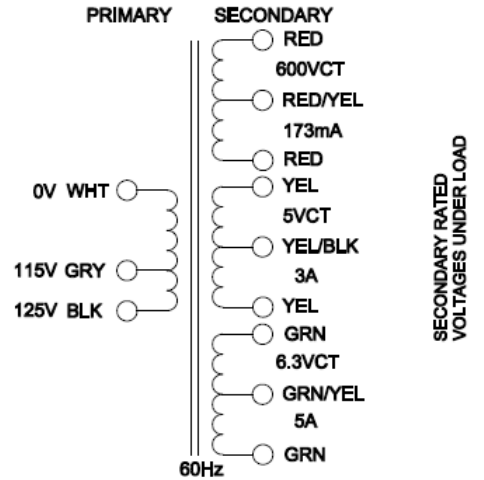 PRIMARY SECONDARY
RED
600VCT
RED/YEL
173mA
RED
0V WHT
115V GRY
125V BLK
YEL
5VCT
YEL/BLK
3A
YEL
GRN
6.3VCT
GRN/YEL
5A
GRN
60Hz
SECONDARY RATED
VOLTAGES UNDER LOAD